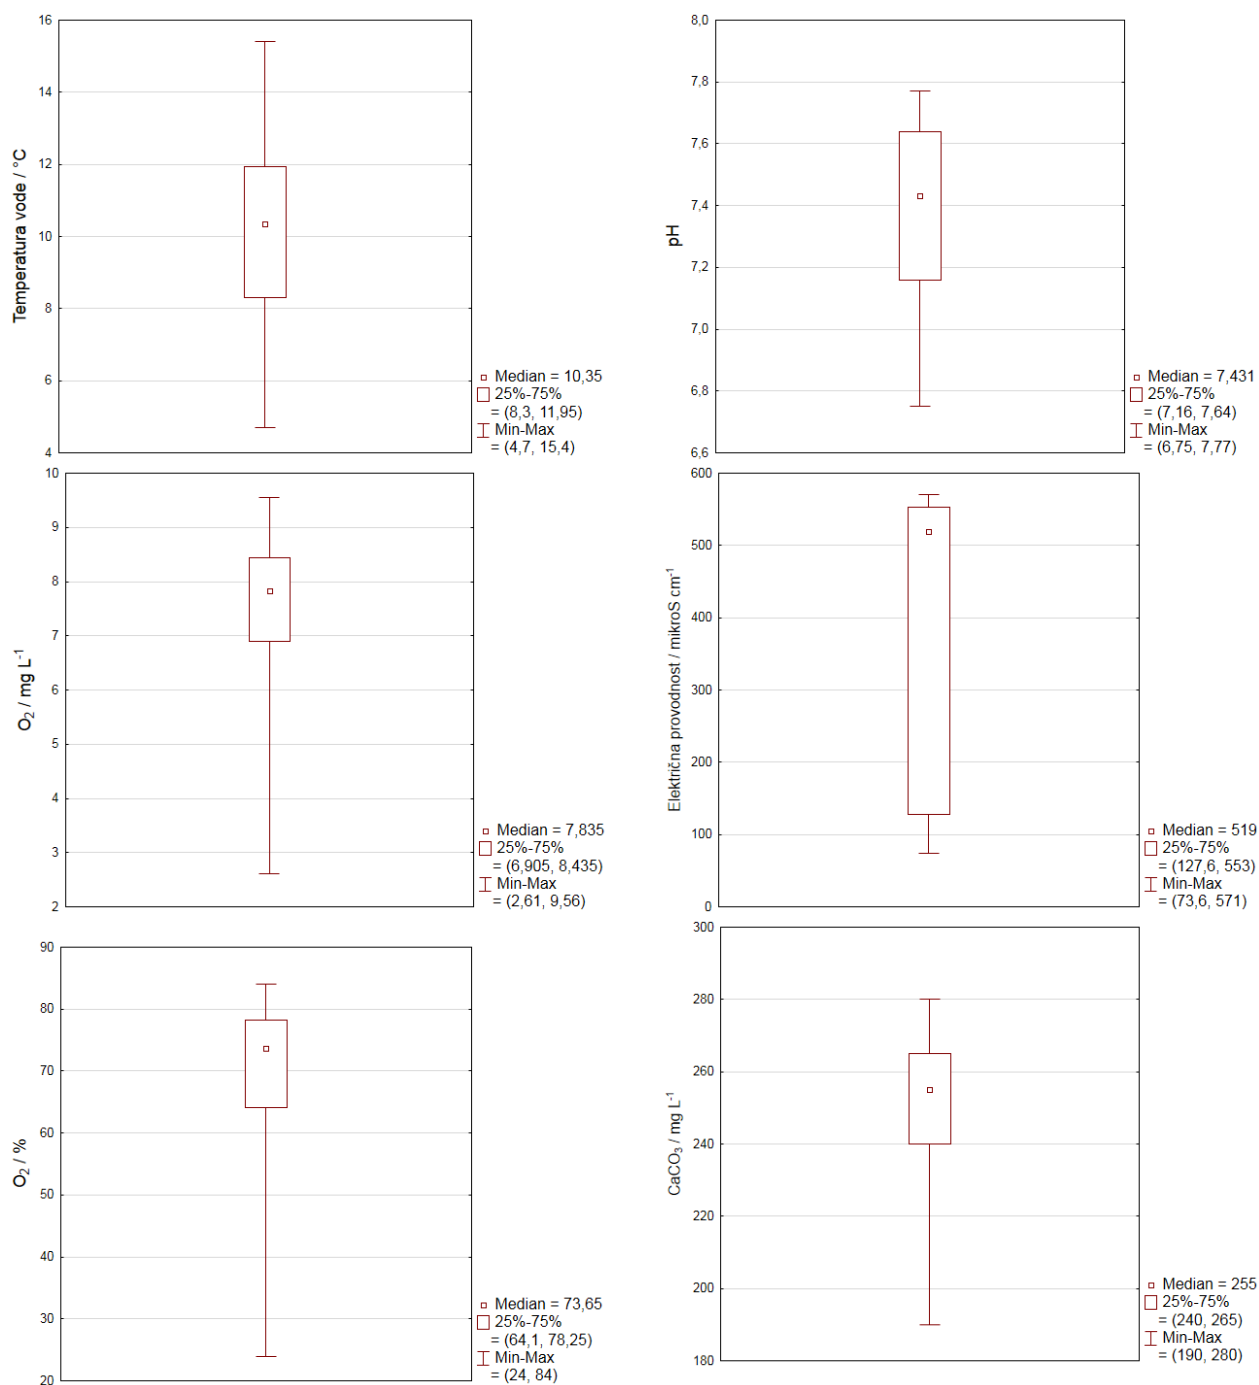 Temperatura vode / °C
16
14
12
10
8
6
4
Median = 10,35
25%-75%
= (8,3, 11,95)
Min-Max
= (4,7, 15,4)
pH
8,0
7,8
7,6
7,4
7,2
7,0
6,8
6,6
Median = 7,431
25%-75%
= (7,16, 7,64)
Min-Max
= (6,75, 7,77)
O₂ / mg L⁻¹
10
9
8
7
6
5
4
3
2
Median = 7,835
25%-75%
= (6,905, 8,435)
Min-Max
= (2,61, 9,56)
Električna provodnost / mikroS cm⁻¹
600
500
400
300
200
100
0
Median = 519
25%-75%
= (127,6, 553)
Min-Max
= (73,6, 571)
O₂ / %
90
80
70
60
50
40
30
20
Median = 73,65
25%-75%
= (64,1, 78,25)
Min-Max
= (24, 84)
CaCO₃ / mg L⁻¹
300
280
260
240
220
200
180
Median = 255
25%-75%
= (240, 265)
Min-Max
= (190, 280)